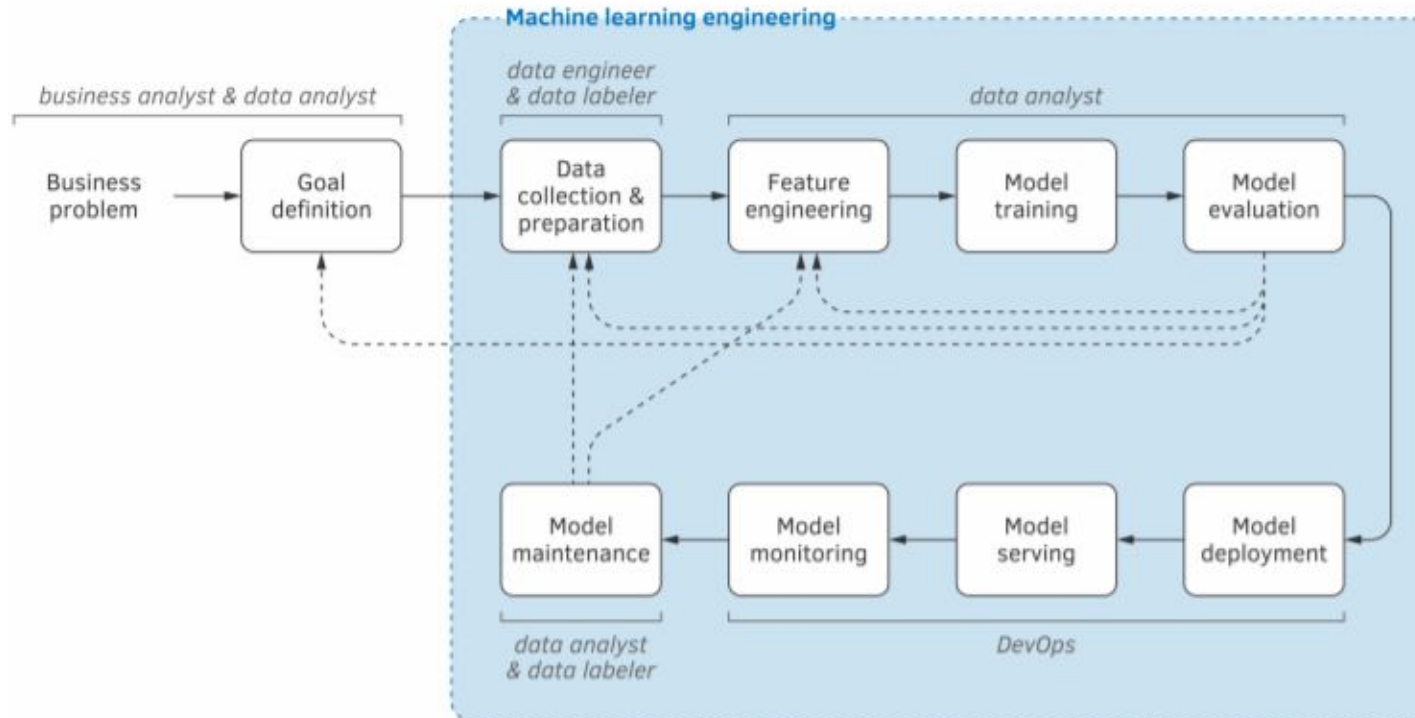 Machine learning engineering
business analyst & data analyst
data engineer
& data labeler
data analyst
Business
problem
Goal
definition
Data
collection &
preparation
Feature
engineering
Model
training
Model
evaluation
Model
maintenance
Model
monitoring
Model
serving
Model
deployment
data analyst
& data labeler
DevOps